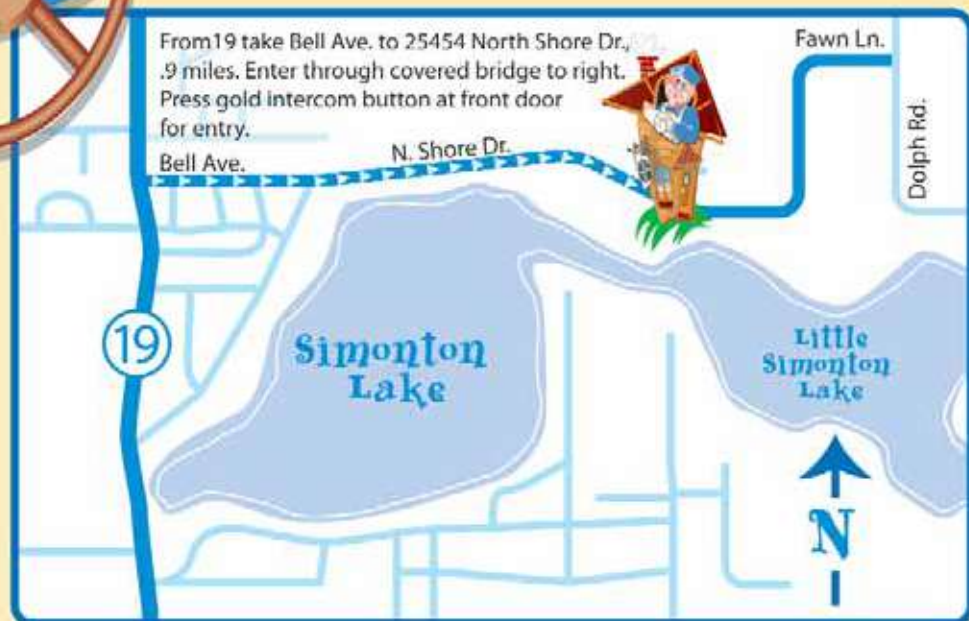 From19 take Bell Ave. to 25454 North Shore Dr.,
.9 miles. Enter through covered bridge to right.
Press gold intercom button at front door
for entry.
Fawn Ln.
Dolph Rd.
Bell Ave.
N. Shore Dr.
19
Simonton
Lake
Little
Simonton
Lake
N